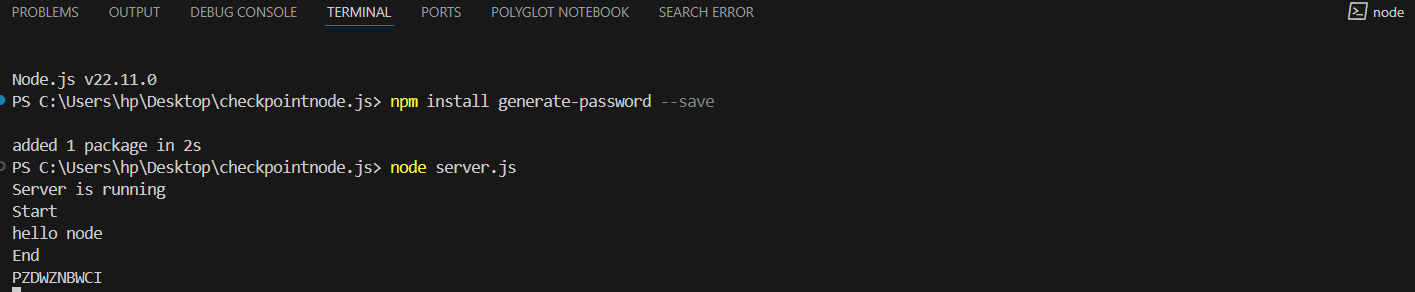 PROBLEMS OUTPUT DEBUG CONSOLE TERMINAL PORTS POLYGLOT NOTEBOOK SEARCH ERROR node
Node.js v22.11.0
PS C:\Users\hp\Desktop\checkpointnode.js> npm install generate-password --save
added 1 package in 2s
PS C:\Users\hp\Desktop\checkpointnode.js> node server.js
Server is running
Start
hello node
End
PZDWZNBWCI